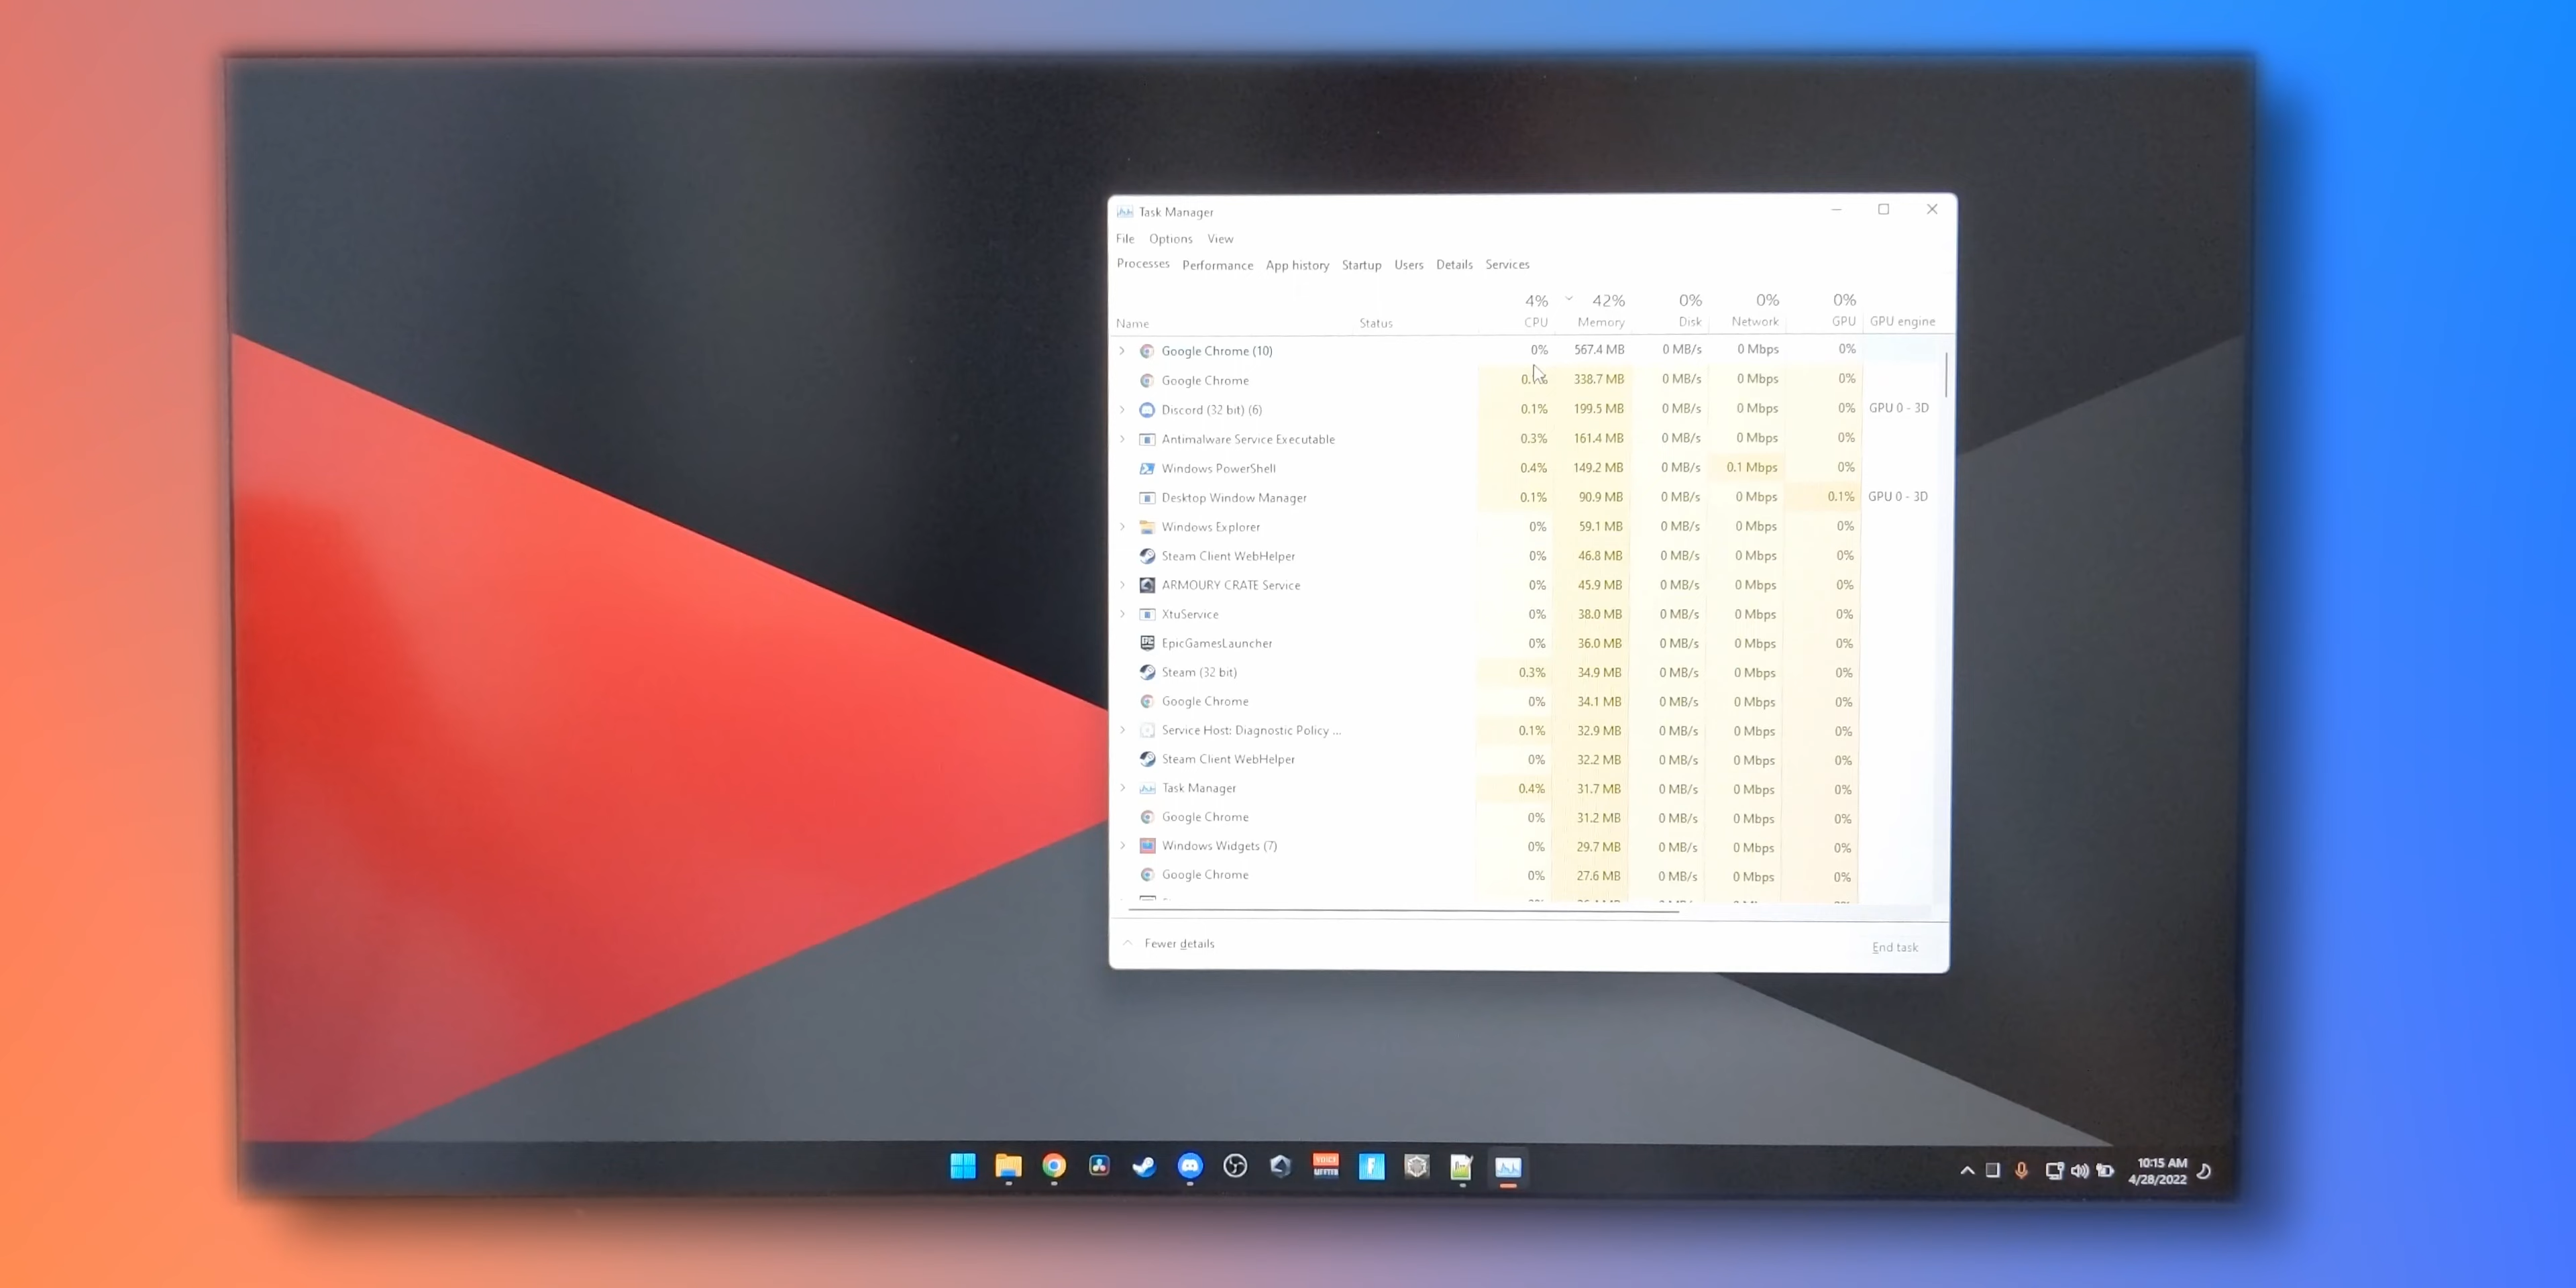 Task Manager
File Options View
Processes Performance App history Startup Users Details Services
4% 42% 0% 0% 0%
Name Status CPU Memory Disk Network GPU GPU engine
Google Chrome (10) 0% 567.4 MB 0 MB/s 0 Mbps 0%
Google Chrome 338.7 MB 0 MB/s 0 Mbps 0%
Discord (32 bit) (6) 0.1% 199.5 MB 0 MB/s 0 Mbps 0% GPU 0 - 3D
Antimalware Service Executable 0.3% 161.4 MB 0 MB/s 0 Mbps 0%
Windows PowerShell 0.4% 149.2 MB 0 MB/s 0.1 Mbps 0%
Desktop Window Manager 0.1% 90.9 MB 0 MB/s 0 Mbps 0.1% GPU 0 - 3D
Windows Explorer 0% 59.1 MB 0 MB/s 0 Mbps 0%
Steam Client WebHelper 0% 46.8 MB 0 MB/s 0 Mbps 0%
ARMOURY CRATE Service 0% 45.9 MB 0 MB/s 0 Mbps 0%
XtuService 0% 38.0 MB 0 MB/s 0 Mbps 0%
EpicGamesLauncher 0% 36.0 MB 0 MB/s 0 Mbps 0%
Steam (32 bit) 0.3% 34.9 MB 0 MB/s 0 Mbps 0%
Google Chrome 0% 34.1 MB 0 MB/s 0 Mbps 0%
Service Host: Diagnostic Policy ... 0.1% 32.9 MB 0 MB/s 0 Mbps 0%
Steam Client WebHelper 0% 32.2 MB 0 MB/s 0 Mbps 0%
Task Manager 0.4% 31.7 MB 0 MB/s 0 Mbps 0%
Google Chrome 0% 31.2 MB 0 MB/s 0 Mbps 0%
Windows Widgets (7) 0% 29.7 MB 0 MB/s 0 Mbps 0%
Google Chrome 0% 27.6 MB 0 MB/s 0 Mbps 0%
Fewer details End task
VOICE
MEETER
10:15 AM
4/28/2022